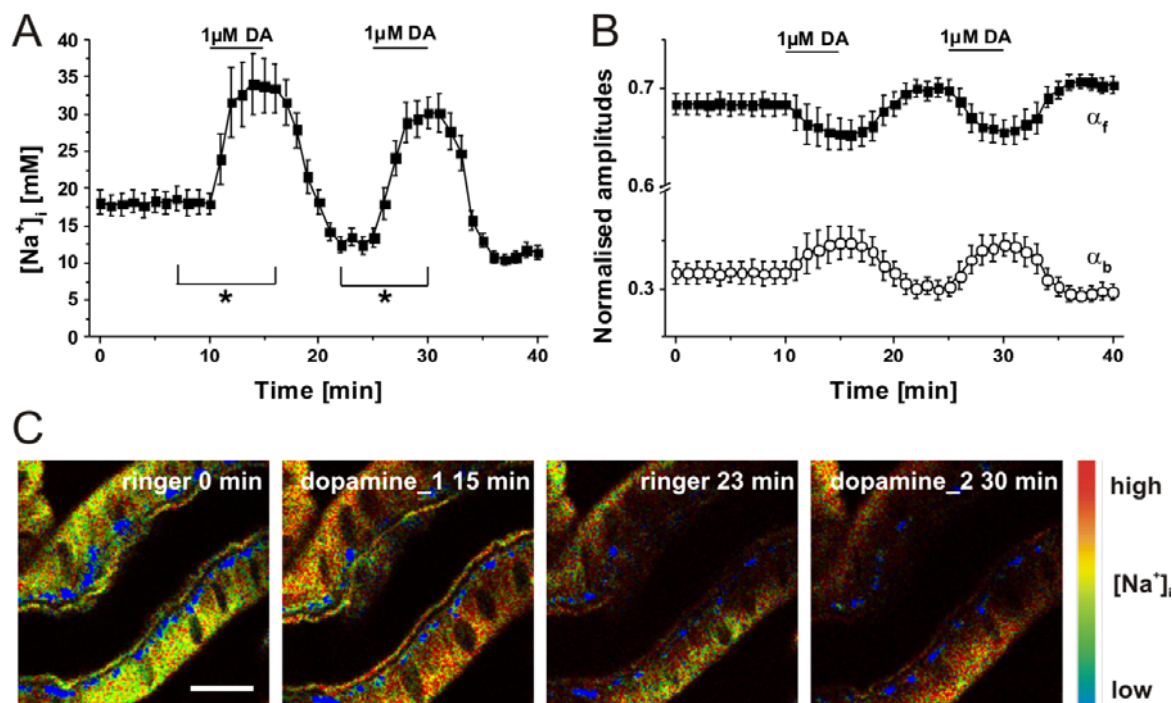 A
B
1µM DA
1µM DA
40
35
30
25
20
15
10
5
0
[Na⁺]ᵢ [mM]
*
*
0
10
20
30
40
Time [min]
1µM DA
1µM DA
0.7
0.6
0.3
Normalised amplitudes
α_f
α_b
0
10
20
30
40
Time [min]
C
ringer 0 min
dopamine_1 15 min
ringer 23 min
dopamine_2 30 min
high
[Na⁺]ᵢ
low